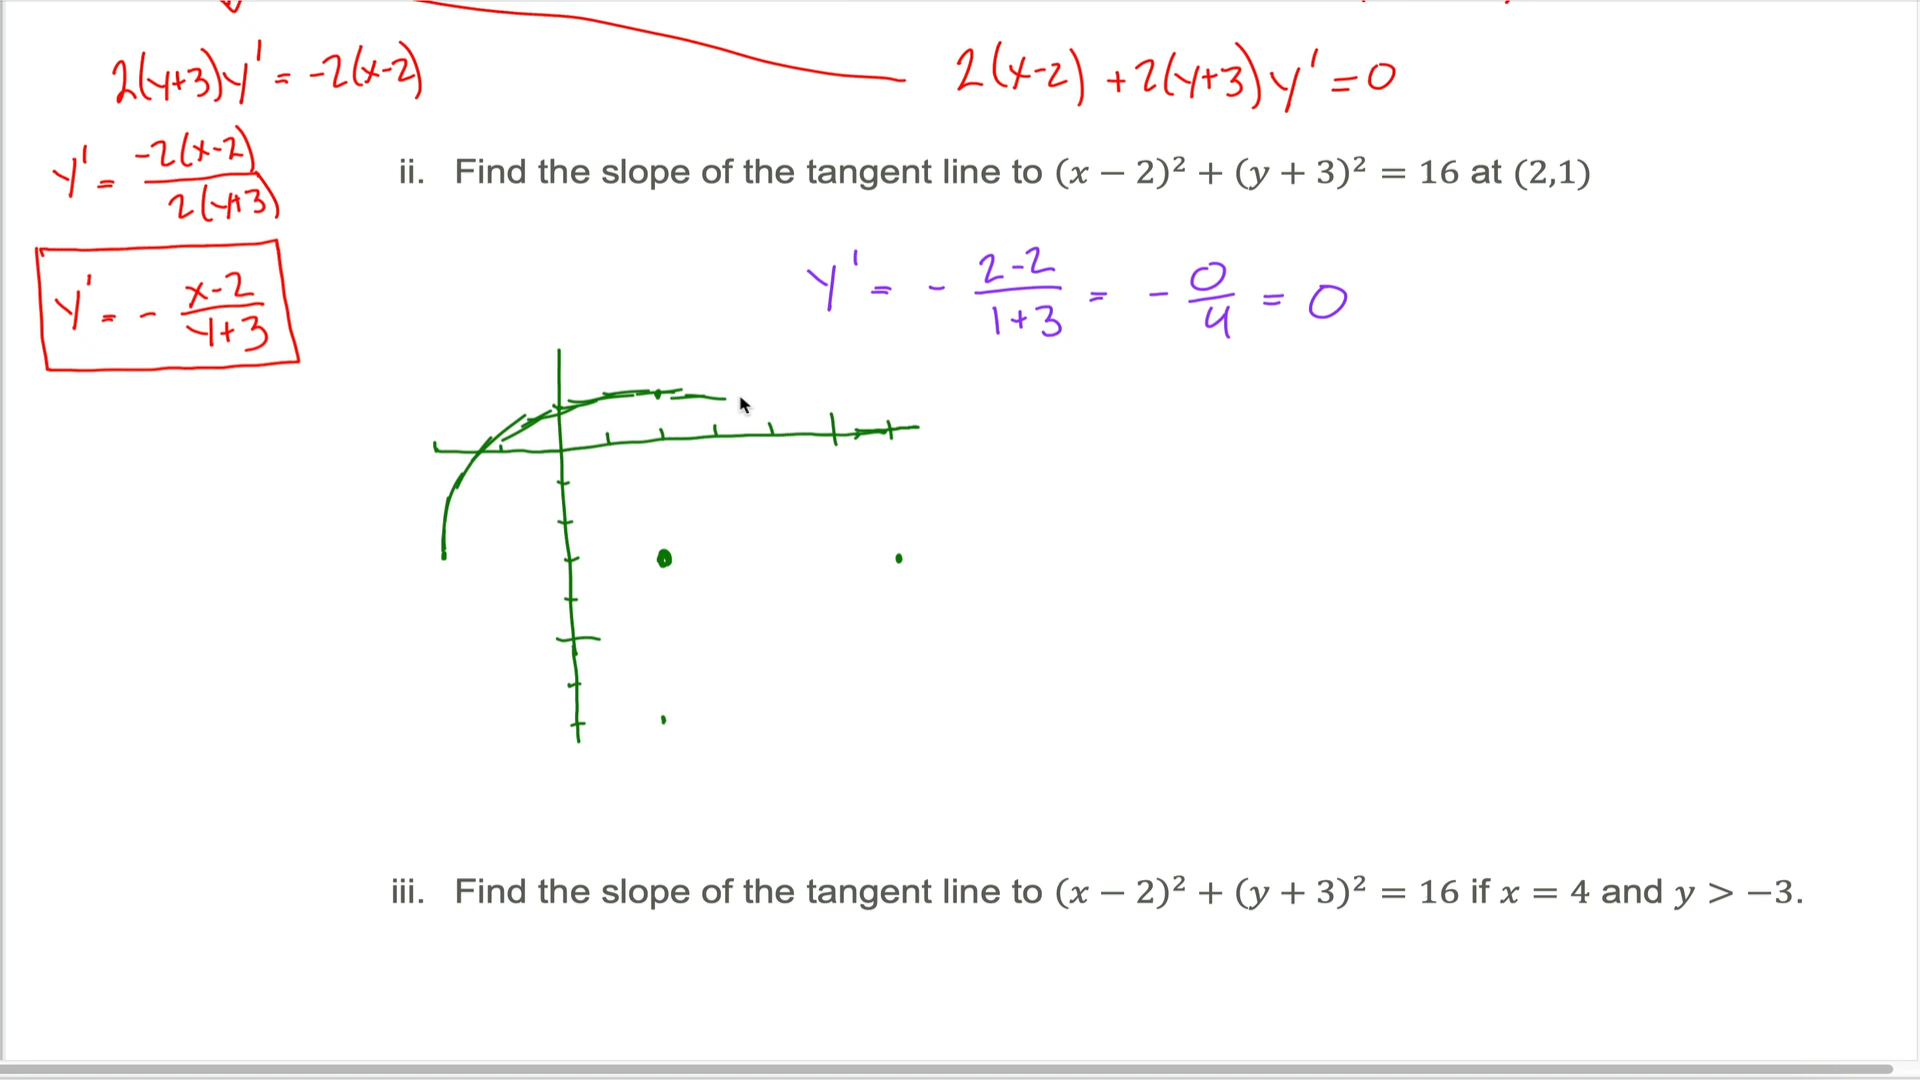 2(y+3)y' = -2(x-2)
2(x-2) + 2(y+3)y' = 0
y' = -2(x-2) / 2(y+3)
ii. Find the slope of the tangent line to (x − 2)² + (y + 3)² = 16 at (2,1)
y' = - (x-2)/(y+3)
y' = - (2-2)/(1+3) = - 0/4 = 0
iii. Find the slope of the tangent line to (x − 2)² + (y + 3)² = 16 if x = 4 and y > −3.